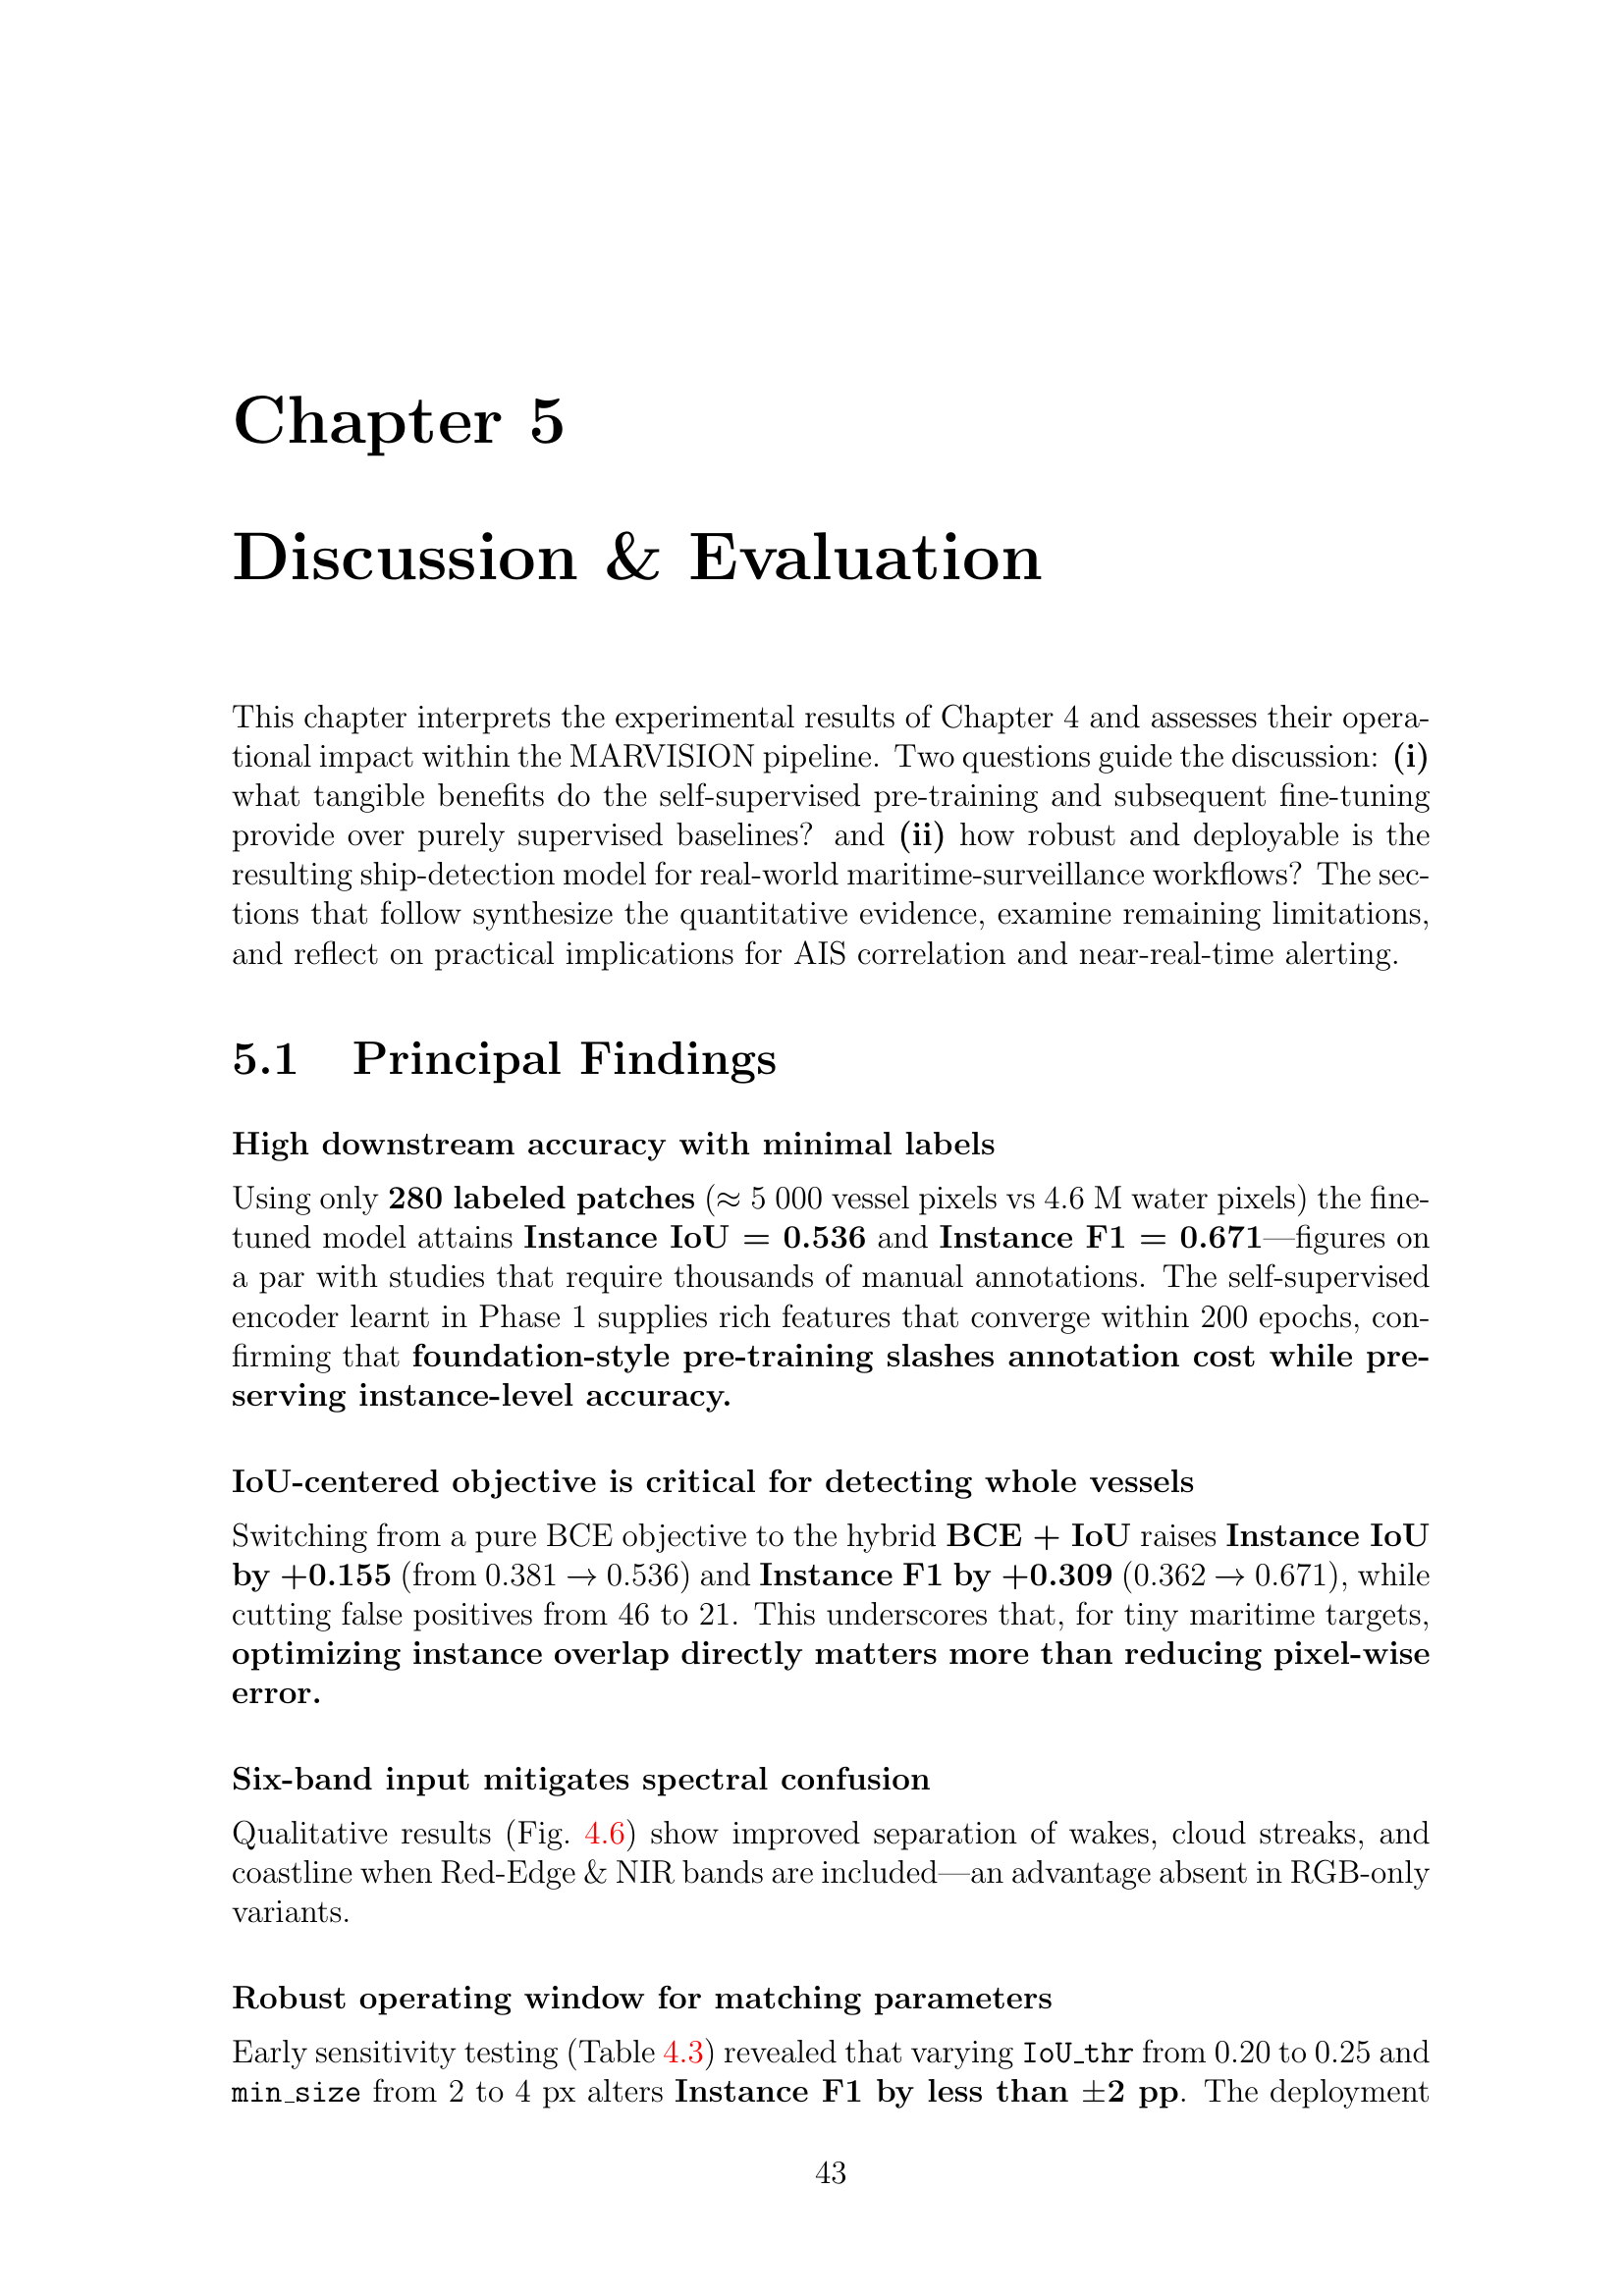 Chapter 5
Discussion & Evaluation
This chapter interprets the experimental results of Chapter 4 and assesses their opera-
tional impact within the MARVISION pipeline. Two questions guide the discussion: (i)
what tangible benefits do the self-supervised pre-training and subsequent fine-tuning
provide over purely supervised baselines? and (ii) how robust and deployable is the
resulting ship-detection model for real-world maritime-surveillance workflows? The sec-
tions that follow synthesize the quantitative evidence, examine remaining limitations,
and reflect on practical implications for AIS correlation and near-real-time alerting.
5.1 Principal Findings
High downstream accuracy with minimal labels
Using only 280 labeled patches (≈ 5 000 vessel pixels vs 4.6 M water pixels) the fine-
tuned model attains Instance IoU = 0.536 and Instance F1 = 0.671—figures on
a par with studies that require thousands of manual annotations. The self-supervised
encoder learnt in Phase 1 supplies rich features that converge within 200 epochs, con-
firming that foundation-style pre-training slashes annotation cost while pre-
serving instance-level accuracy.
IoU-centered objective is critical for detecting whole vessels
Switching from a pure BCE objective to the hybrid BCE + IoU raises Instance IoU
by +0.155 (from 0.381 → 0.536) and Instance F1 by +0.309 (0.362 → 0.671), while
cutting false positives from 46 to 21. This underscores that, for tiny maritime targets,
optimizing instance overlap directly matters more than reducing pixel-wise
error.
Six-band input mitigates spectral confusion
Qualitative results (Fig. 4.6) show improved separation of wakes, cloud streaks, and
coastline when Red-Edge & NIR bands are included—an advantage absent in RGB-only
variants.
Robust operating window for matching parameters
Early sensitivity testing (Table 4.3) revealed that varying IoU_thr from 0.20 to 0.25 and
min_size from 2 to 4 px alters Instance F1 by less than ±2 pp. The deployment
43